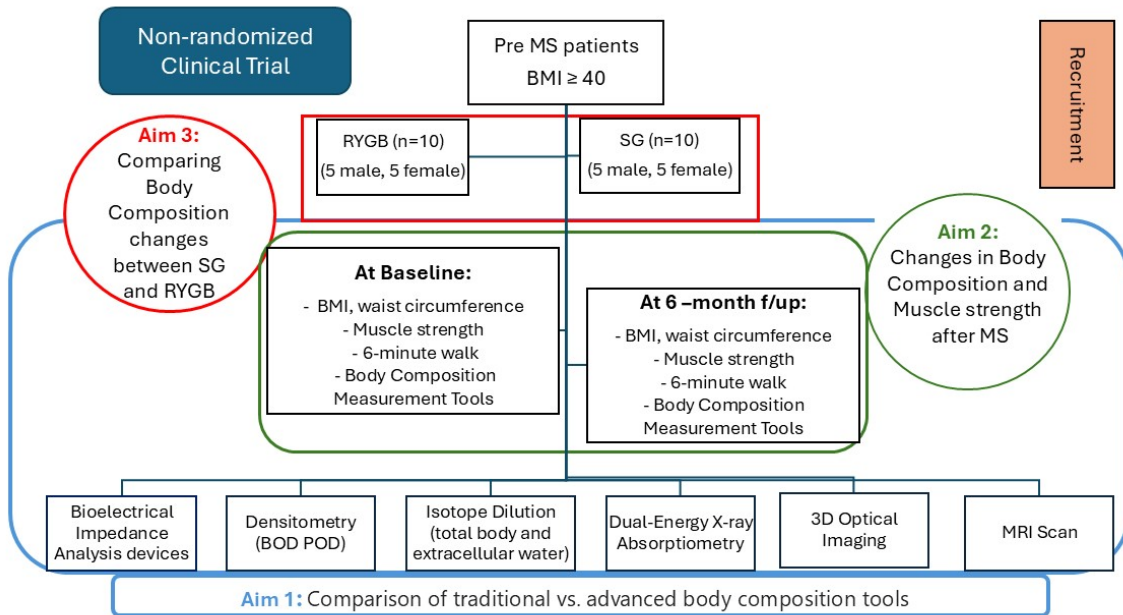 Non-randomized
Clinical Trial
Pre MS patients
BMI ≥ 40
Recruitment
Aim 3:
Comparing
Body
Composition
changes
between SG
and RYGB
RYGB (n=10)
(5 male, 5 female)
SG (n=10)
(5 male, 5 female)
Aim 2:
Changes in Body
Composition and
Muscle strength
after MS
At Baseline:
- BMI, waist circumference
- Muscle strength
- 6-minute walk
- Body Composition
Measurement Tools
At 6 –month f/up:
- BMI, waist circumference
- Muscle strength
- 6-minute walk
- Body Composition
Measurement Tools
Bioelectrical
Impedance
Analysis devices
Densitometry
(BOD POD)
Isotope Dilution
(total body and
extracellular water)
Dual-Energy X-ray
Absorptiometry
3D Optical
Imaging
MRI Scan
Aim 1: Comparison of traditional vs. advanced body composition tools